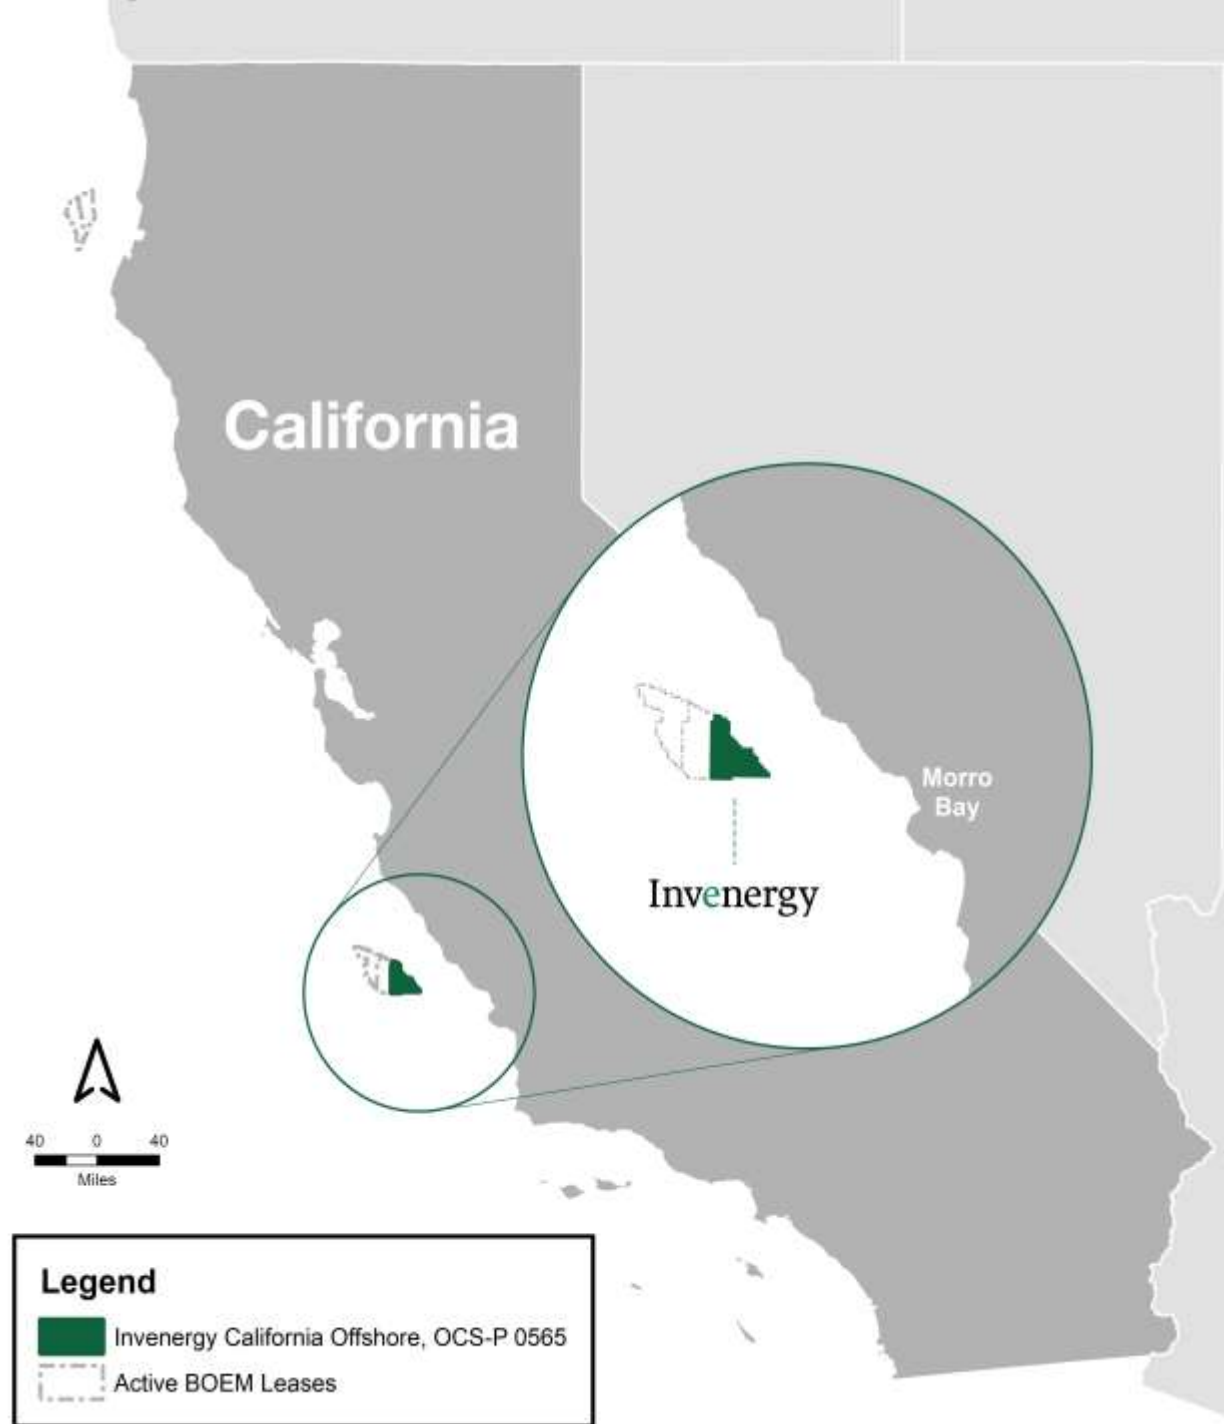 California
Morro
Bay
Invenergy
40 0 40
Miles
Legend
Invenergy California Offshore, OCS-P 0565
Active BOEM Leases